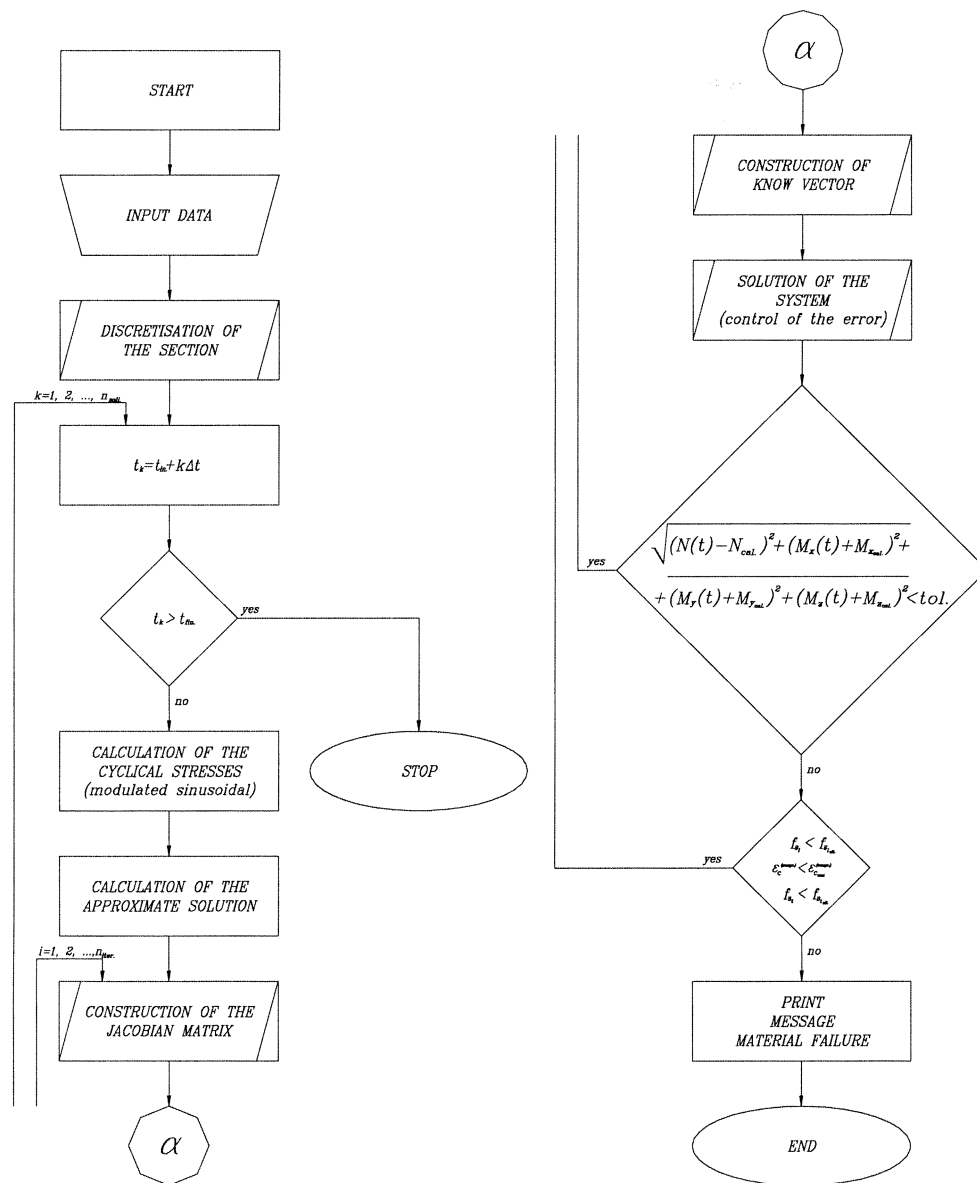 START
INPUT DATA
DISCRETISATION OF
THE SECTION
k=1, 2, ..., n
t_k=t_in.+kΔt
t_k>t_fin.
yes
no
CALCULATION OF THE
CYCLICAL STRESSES
(modulated sinusoidal)
STOP
CALCULATION OF THE
APPROXIMATE SOLUTION
i=1, 2, ...,n_iter.
CONSTRUCTION OF THE
JACOBIAN MATRIX
α
α
CONSTRUCTION OF
KNOW VECTOR
SOLUTION OF THE
SYSTEM
(control of the error)
√(N(t)-N_cal.)²+(M_x(t)+M_x_cal.)²+
+(M_y(t)+M_y_cal.)²+(M_z(t)+M_z_cal.)²<tol.
yes
no
f < f
ε_c < ε_c
f < f
yes
no
PRINT
MESSAGE
MATERIAL FAILURE
END